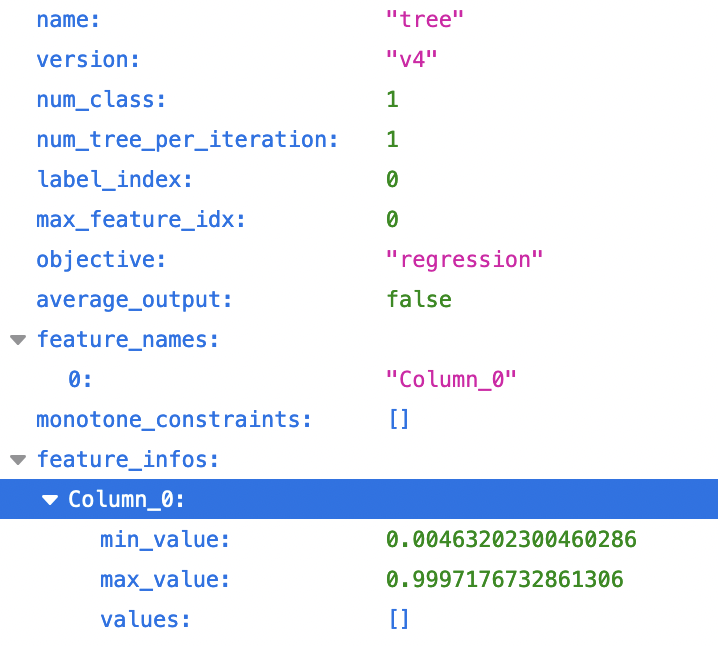 name: "tree"
version: "v4"
num_class: 1
num_tree_per_iteration: 1
label_index: 0
max_feature_idx: 0
objective: "regression"
average_output: false
feature_names:
0: "Column_0"
monotone_constraints: []
feature_infos:
Column_0:
min_value: 0.00463202300460286
max_value: 0.9997176732861306
values: []